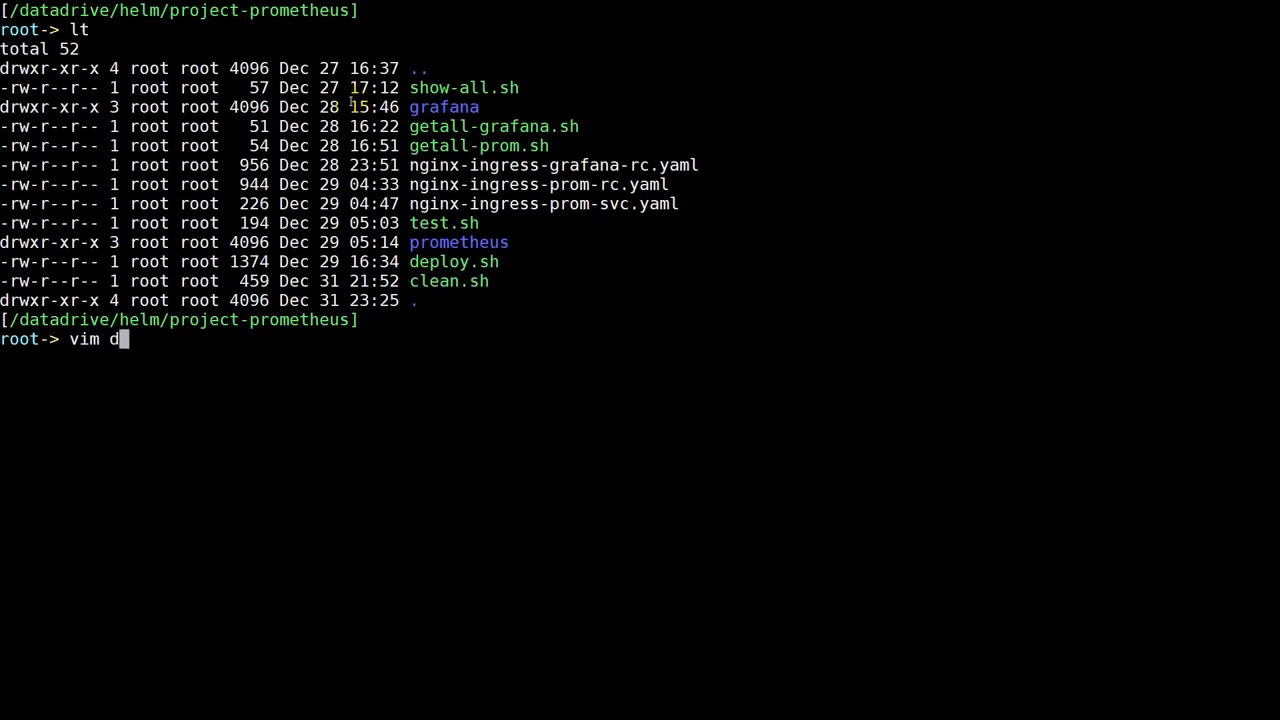 [/datadrive/helm/project-prometheus]
root-> lt
total 52
drwxr-xr-x 4 root root 4096 Dec 27 16:37 ..
-rw-r--r-- 1 root root   57 Dec 27 17:12 show-all.sh
drwxr-xr-x 3 root root 4096 Dec 28 15:46 grafana
-rw-r--r-- 1 root root   51 Dec 28 16:22 getall-grafana.sh
-rw-r--r-- 1 root root   54 Dec 28 16:51 getall-prom.sh
-rw-r--r-- 1 root root  956 Dec 28 23:51 nginx-ingress-grafana-rc.yaml
-rw-r--r-- 1 root root  944 Dec 29 04:33 nginx-ingress-prom-rc.yaml
-rw-r--r-- 1 root root  226 Dec 29 04:47 nginx-ingress-prom-svc.yaml
-rw-r--r-- 1 root root  194 Dec 29 05:03 test.sh
drwxr-xr-x 3 root root 4096 Dec 29 05:14 prometheus
-rw-r--r-- 1 root root 1374 Dec 29 16:34 deploy.sh
-rw-r--r-- 1 root root  459 Dec 31 21:52 clean.sh
drwxr-xr-x 4 root root 4096 Dec 31 23:25 .
[/datadrive/helm/project-prometheus]
root-> vim d